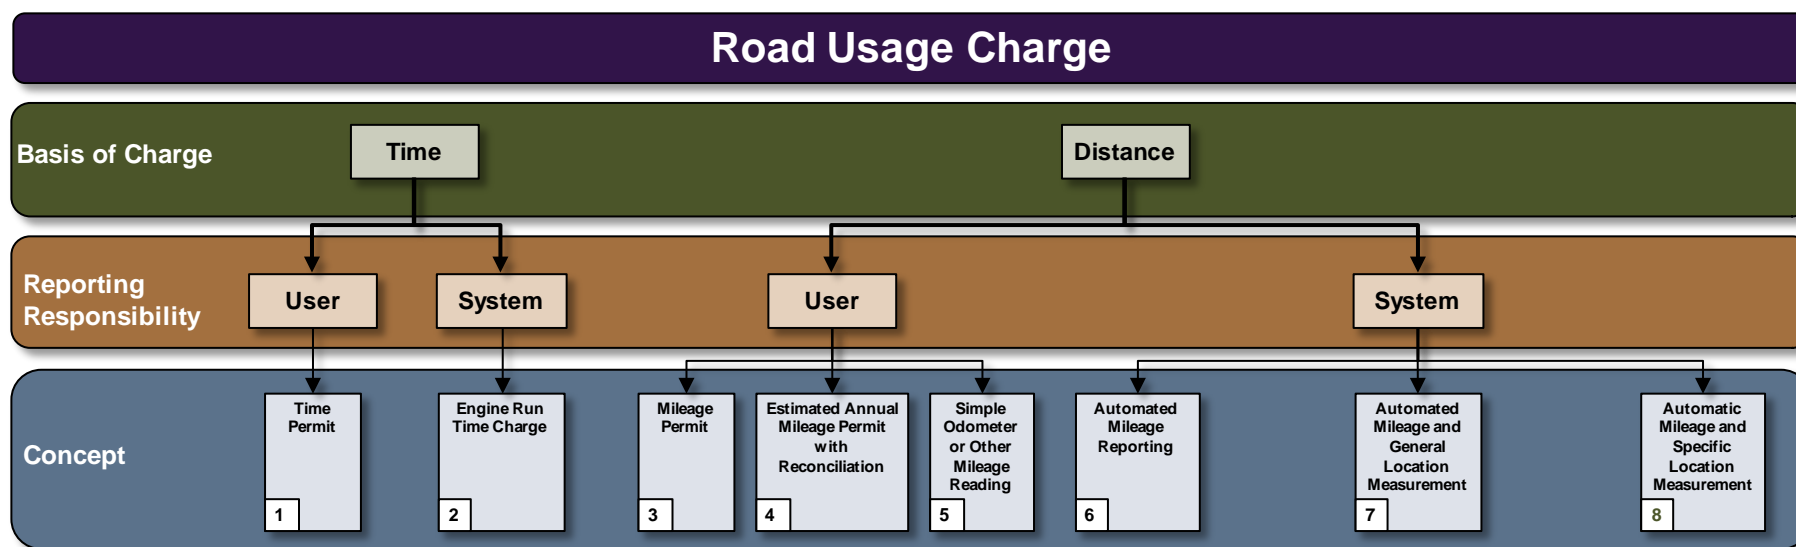 Road Usage Charge
Basis of Charge
Time
Distance
Reporting
Responsibility
User
System
User
System
Concept
Time
Permit
1
Engine Run
Time Charge
2
Mileage
Permit
3
Estimated Annual
Mileage Permit
with
Reconciliation
4
Simple
Odometer
or Other
Mileage
Reading
5
Automated
Mileage
Reporting
6
Automated
Mileage and
General
Location
Measurement
7
Automatic
Mileage and
Specific
Location
Measurement
8